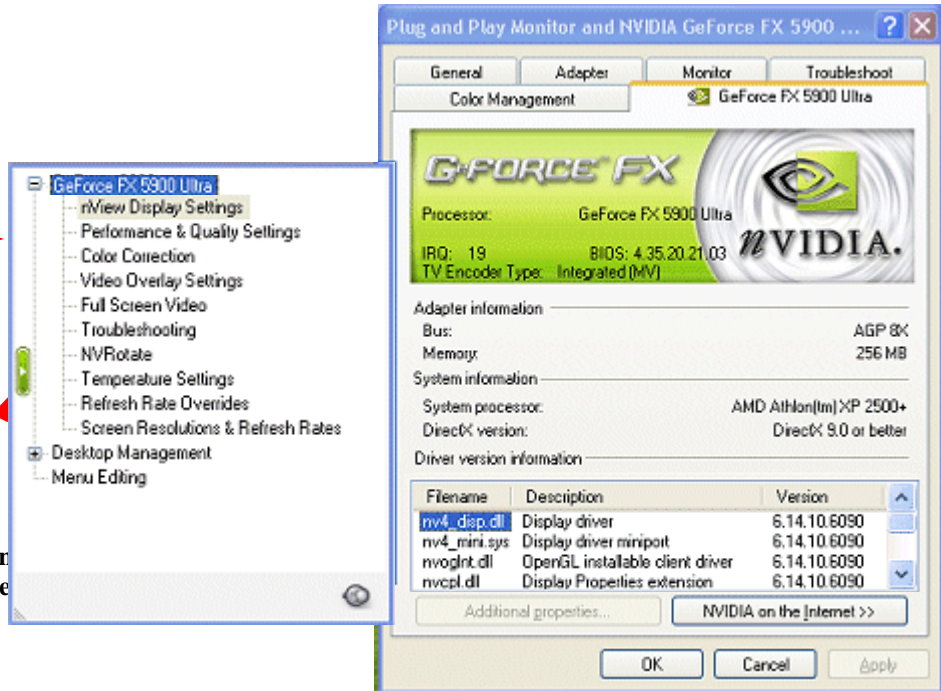 Plug and Play Monitor and NVIDIA GeForce FX 5900 ...
General Adapter Monitor Troubleshoot
Color Management GeForce FX 5900 Ultra
GeForce FX
Processor: GeForce FX 5900 Ultra
IRQ: 19 BIOS: 4.35.20.21.03
TV Encoder Type: Integrated (MV)
nVIDIA.
Adapter information
Bus: AGP 8X
Memory: 256 MB
System information
System processor: AMD Athlon(tm) XP 2500+
DirectX version: DirectX 9.0 or better
Driver version information
Filename Description Version
nv4_disp.dll Display driver 6.14.10.6090
nv4_mini.sys Display driver miniport 6.14.10.6090
nvoglnt.dll OpenGL installable client driver 6.14.10.6090
nvcpl.dll Display Properties extension 6.14.10.6090
Additional properties... NVIDIA on the Internet >>
OK Cancel Apply
GeForce FX 5900 Ultra
nView Display Settings
Performance & Quality Settings
Color Correction
Video Overlay Settings
Full Screen Video
Troubleshooting
NVRotate
Temperature Settings
Refresh Rate Overrides
Screen Resolutions & Refresh Rates
Desktop Management
Menu Editing